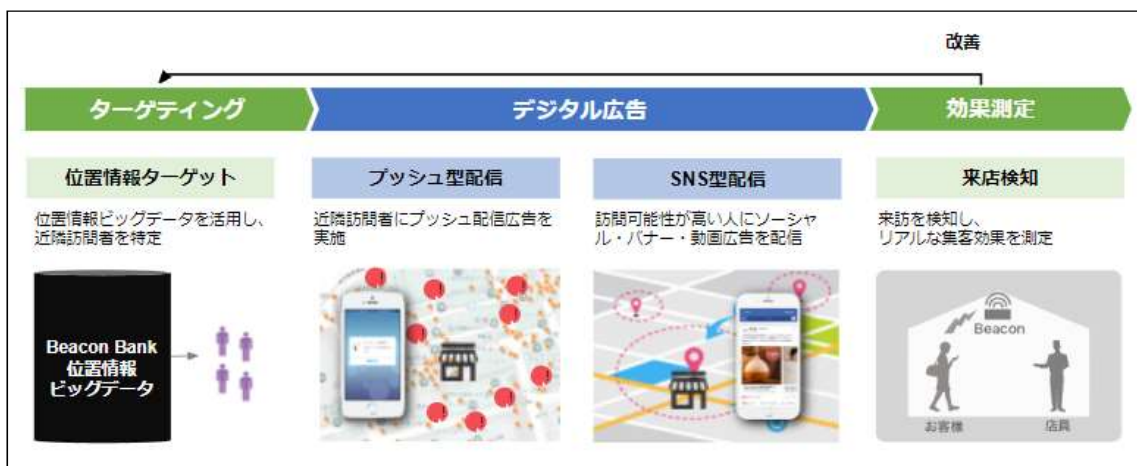 改善
ターゲティング
デジタル広告
効果測定
位置情報ターゲット
プッシュ型配信
SNS型配信
来店検知
位置情報ビッグデータを活用し、
近隣訪問者を特定
近隣訪問者にプッシュ配信広告を
実施
訪問可能性が高い人にソーシャ
ル・バナー・動画広告を配信
来訪を検知し、
リアルな集客効果を測定
Beacon Bank
位置情報
ビッグデータ
Beacon
お客様
店員